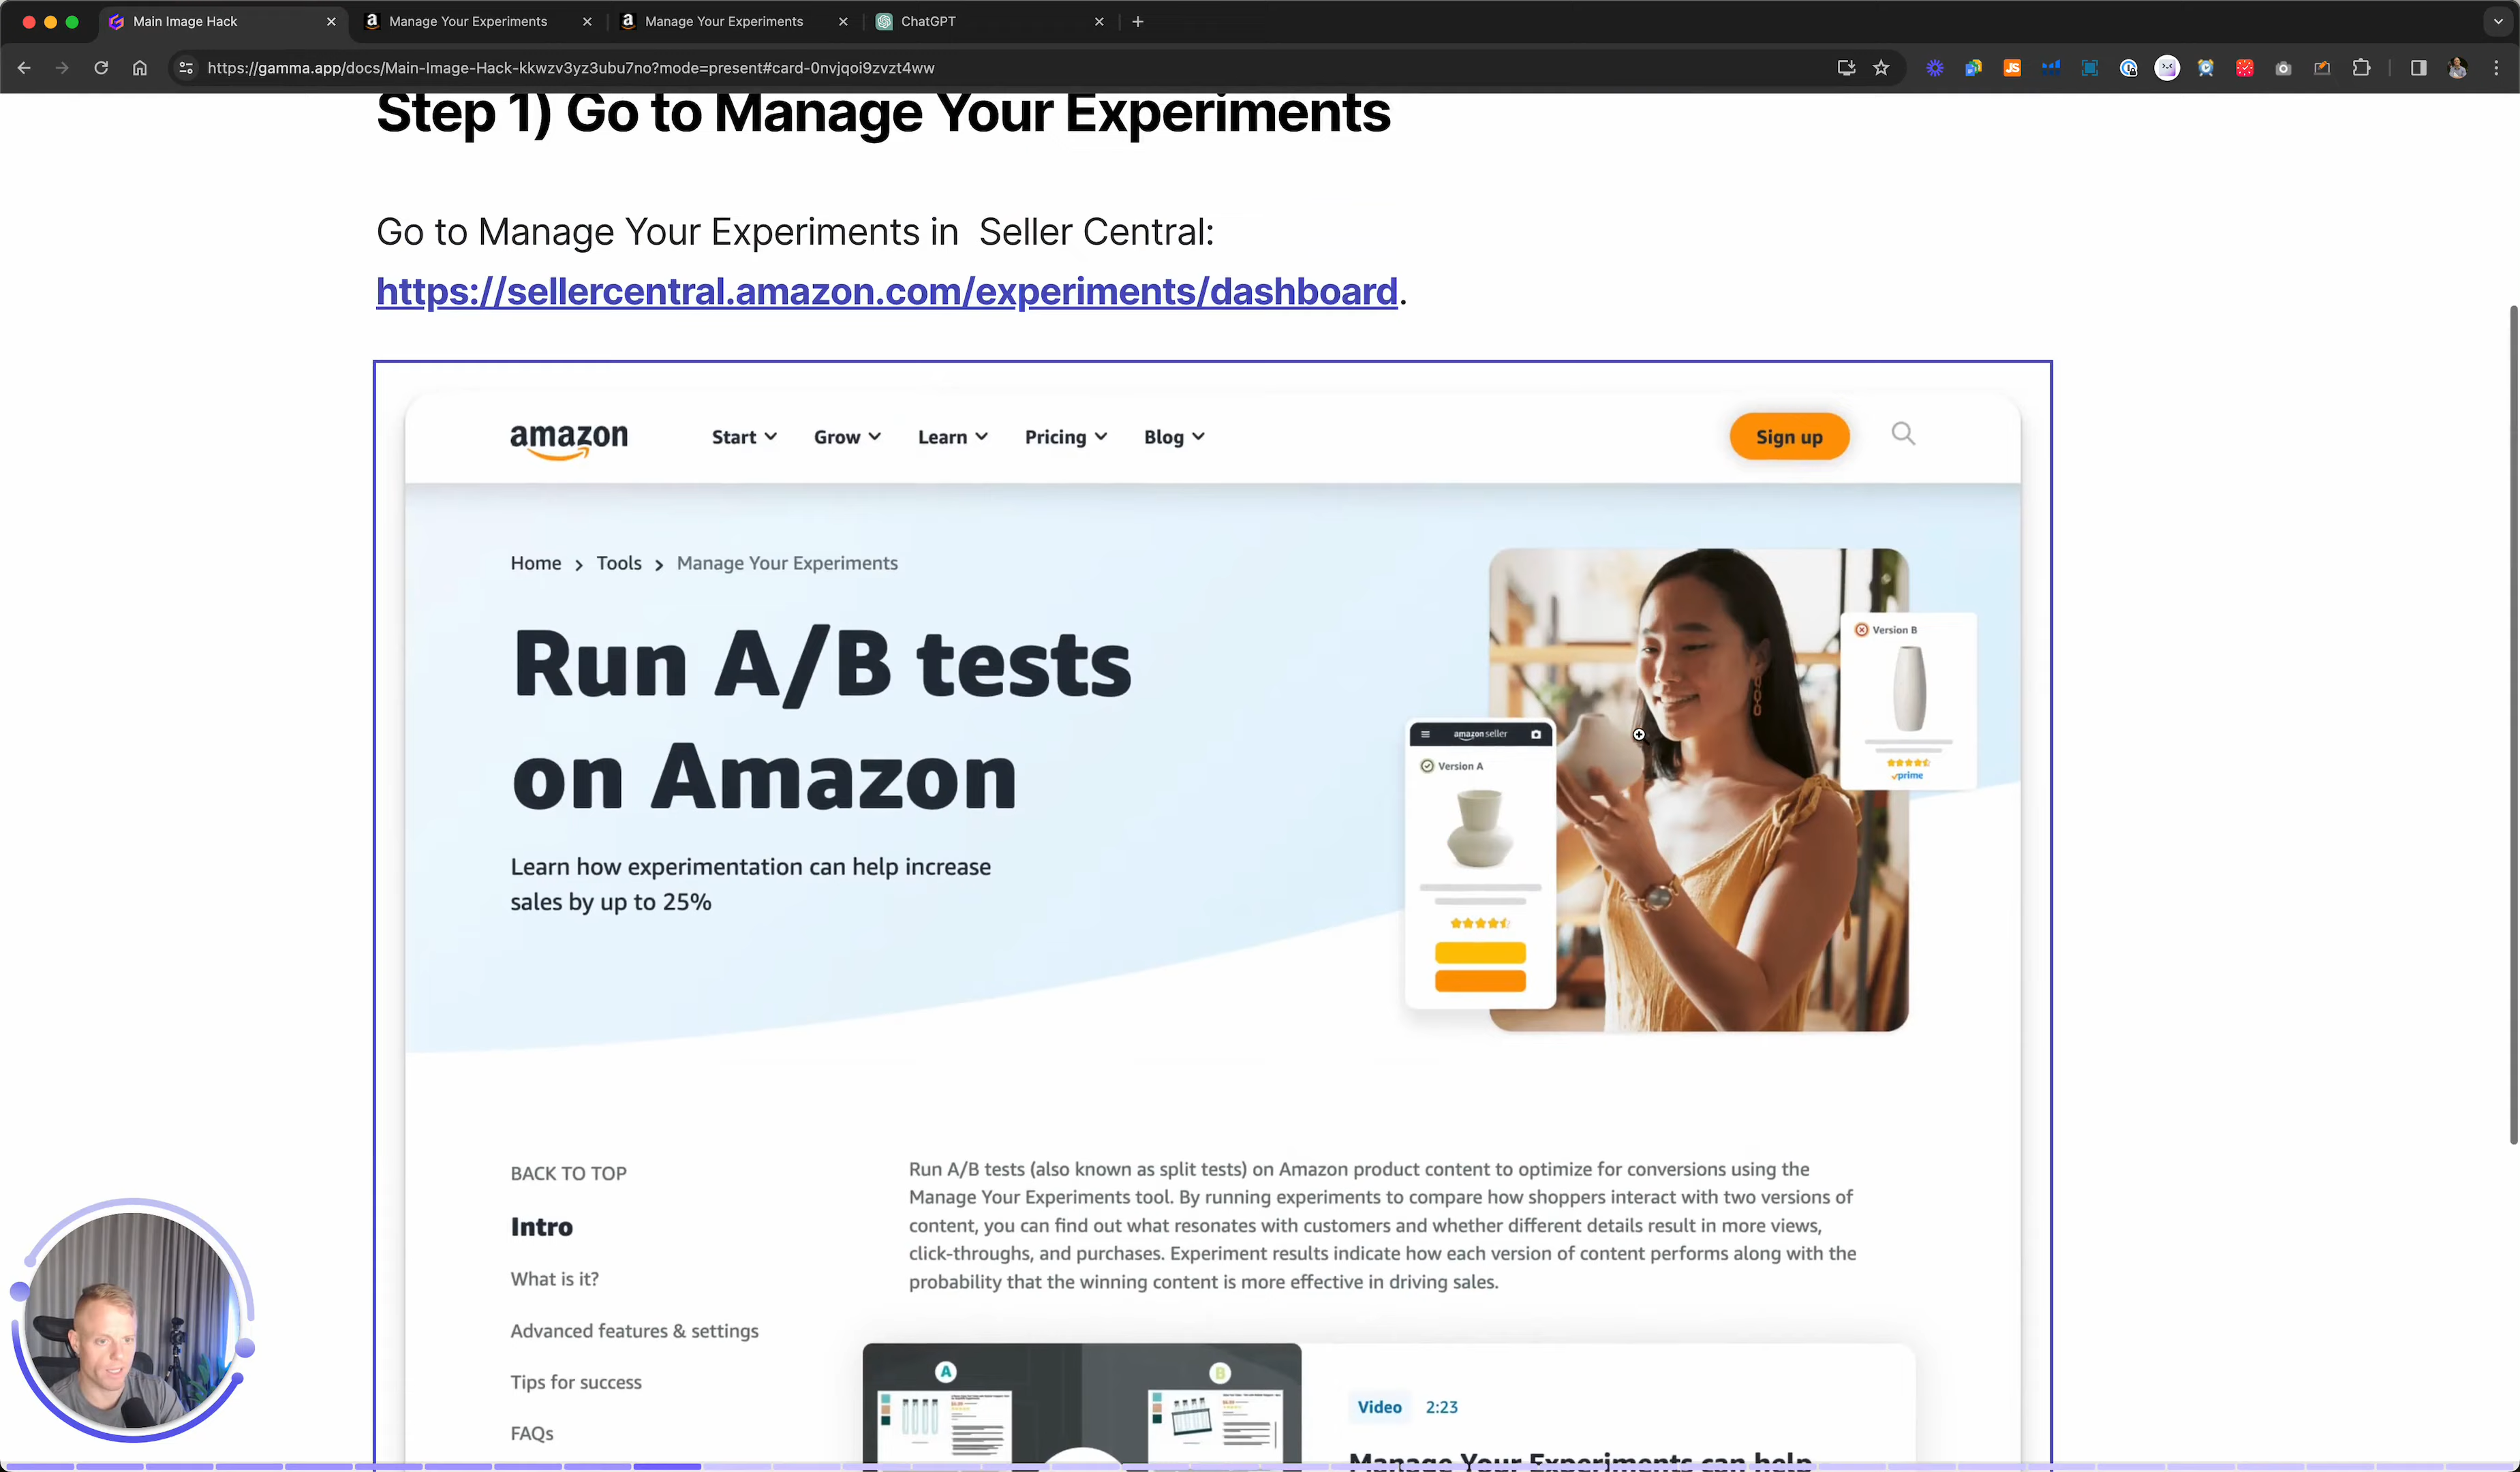 Main Image Hack
Manage Your Experiments
Manage Your Experiments
ChatGPT
https://gamma.app/docs/Main-Image-Hack-kkwzv3yz3ubu7no?mode=present#card-0nvjqoi9zvzt4ww
JS
Step 1) Go to Manage Your Experiments
Go to Manage Your Experiments in Seller Central:
https://sellercentral.amazon.com/experiments/dashboard.
amazon
Start
Grow
Learn
Pricing
Blog
Sign up
Home > Tools > Manage Your Experiments
Run A/B tests
on Amazon
Learn how experimentation can help increase
sales by up to 25%
Version B
prime
amazon seller
Version A
BACK TO TOP
Intro
What is it?
Advanced features & settings
Tips for success
FAQs
Run A/B tests (also known as split tests) on Amazon product content to optimize for conversions using the
Manage Your Experiments tool. By running experiments to compare how shoppers interact with two versions of
content, you can find out what resonates with customers and whether different details result in more views,
click-throughs, and purchases. Experiment results indicate how each version of content performs along with the
probability that the winning content is more effective in driving sales.
A
B
Video 2:23
Manage Your Experiments can help